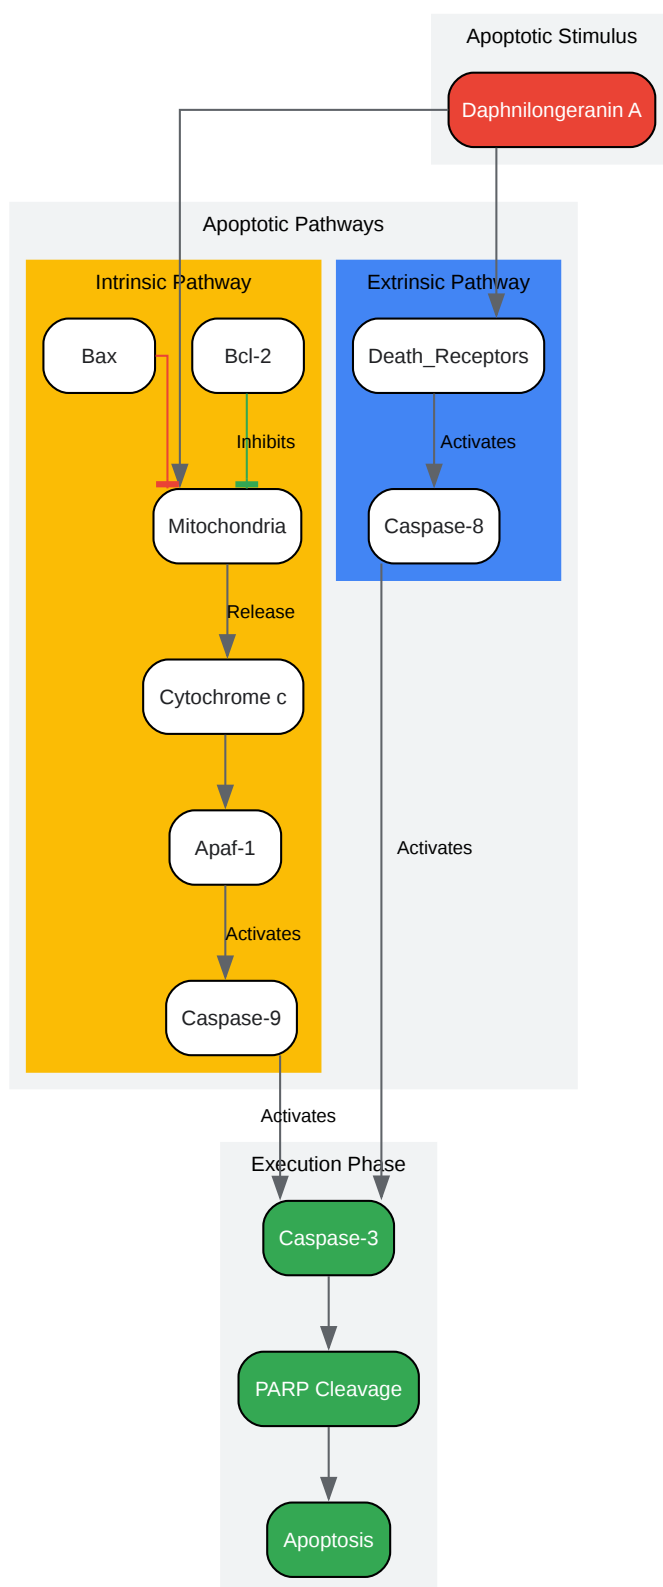 Apoptotic Stimulus
Daphnilongeranin A
Apoptotic Pathways
Intrinsic Pathway
Extrinsic Pathway
Bax
Bcl-2
Death_Receptors
Inhibits
Activates
Mitochondria
Caspase-8
Release
Cytochrome c
Apaf-1
Activates
Activates
Caspase-9
Activates
Execution Phase
Caspase-3
PARP Cleavage
Apoptosis